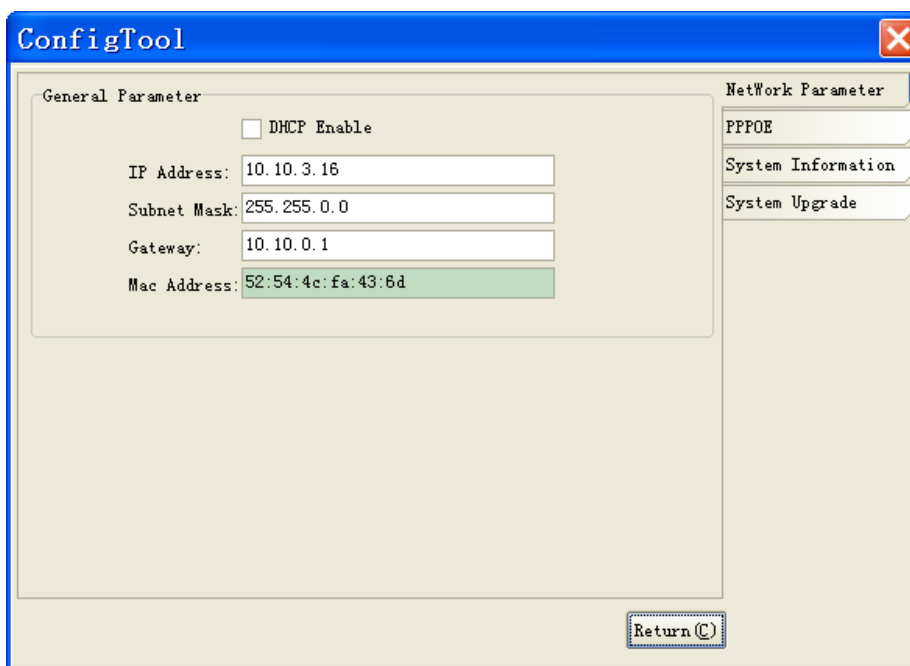 ConfigTool
General Parameter
DHCP Enable
IP Address: 10.10.3.16
Subnet Mask: 255.255.0.0
Gateway: 10.10.0.1
Mac Address: 52:54:4c:fa:43:6d
NetWork Parameter
PPPOE
System Information
System Upgrade
Return(C)